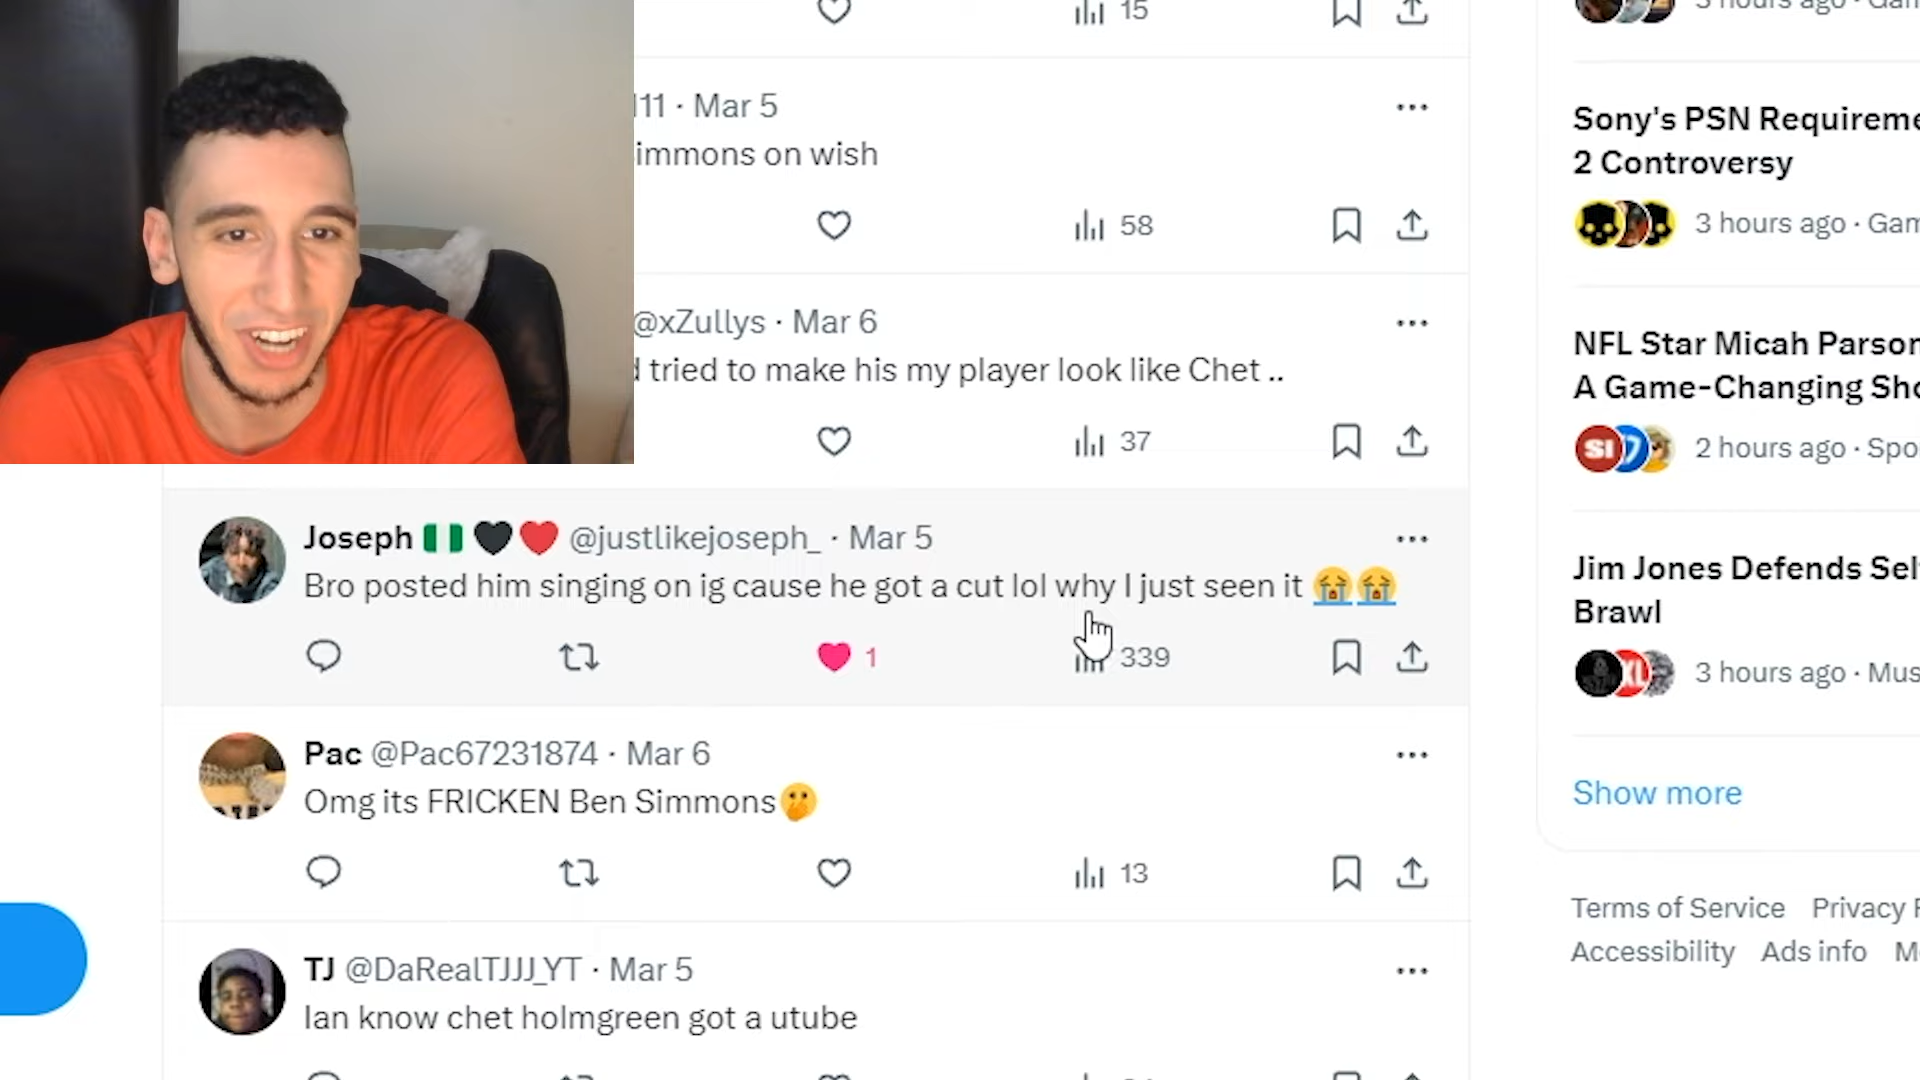 15
111 · Mar 5
immons on wish
58
@xZullys · Mar 6
tried to make his my player look like Chet ..
37
Joseph 🇳🇬🖤❤️ @justlikejoseph_ · Mar 5
Bro posted him singing on ig cause he got a cut lol why I just seen it 😭😭
1
339
Pac @Pac67231874 · Mar 6
Omg its FRICKEN Ben Simmons🫢
13
TJ @DaRealTJJJ_YT · Mar 5
Ian know chet holmgreen got a utube
3 hours ago · Gam
Sony's PSN Requireme
2 Controversy
3 hours ago · Gam
NFL Star Micah Parson
A Game-Changing Sho
SI
2 hours ago · Spo
Jim Jones Defends Sel
Brawl
XL
3 hours ago · Mus
Show more
Terms of Service Privacy P
Accessibility Ads info Mo